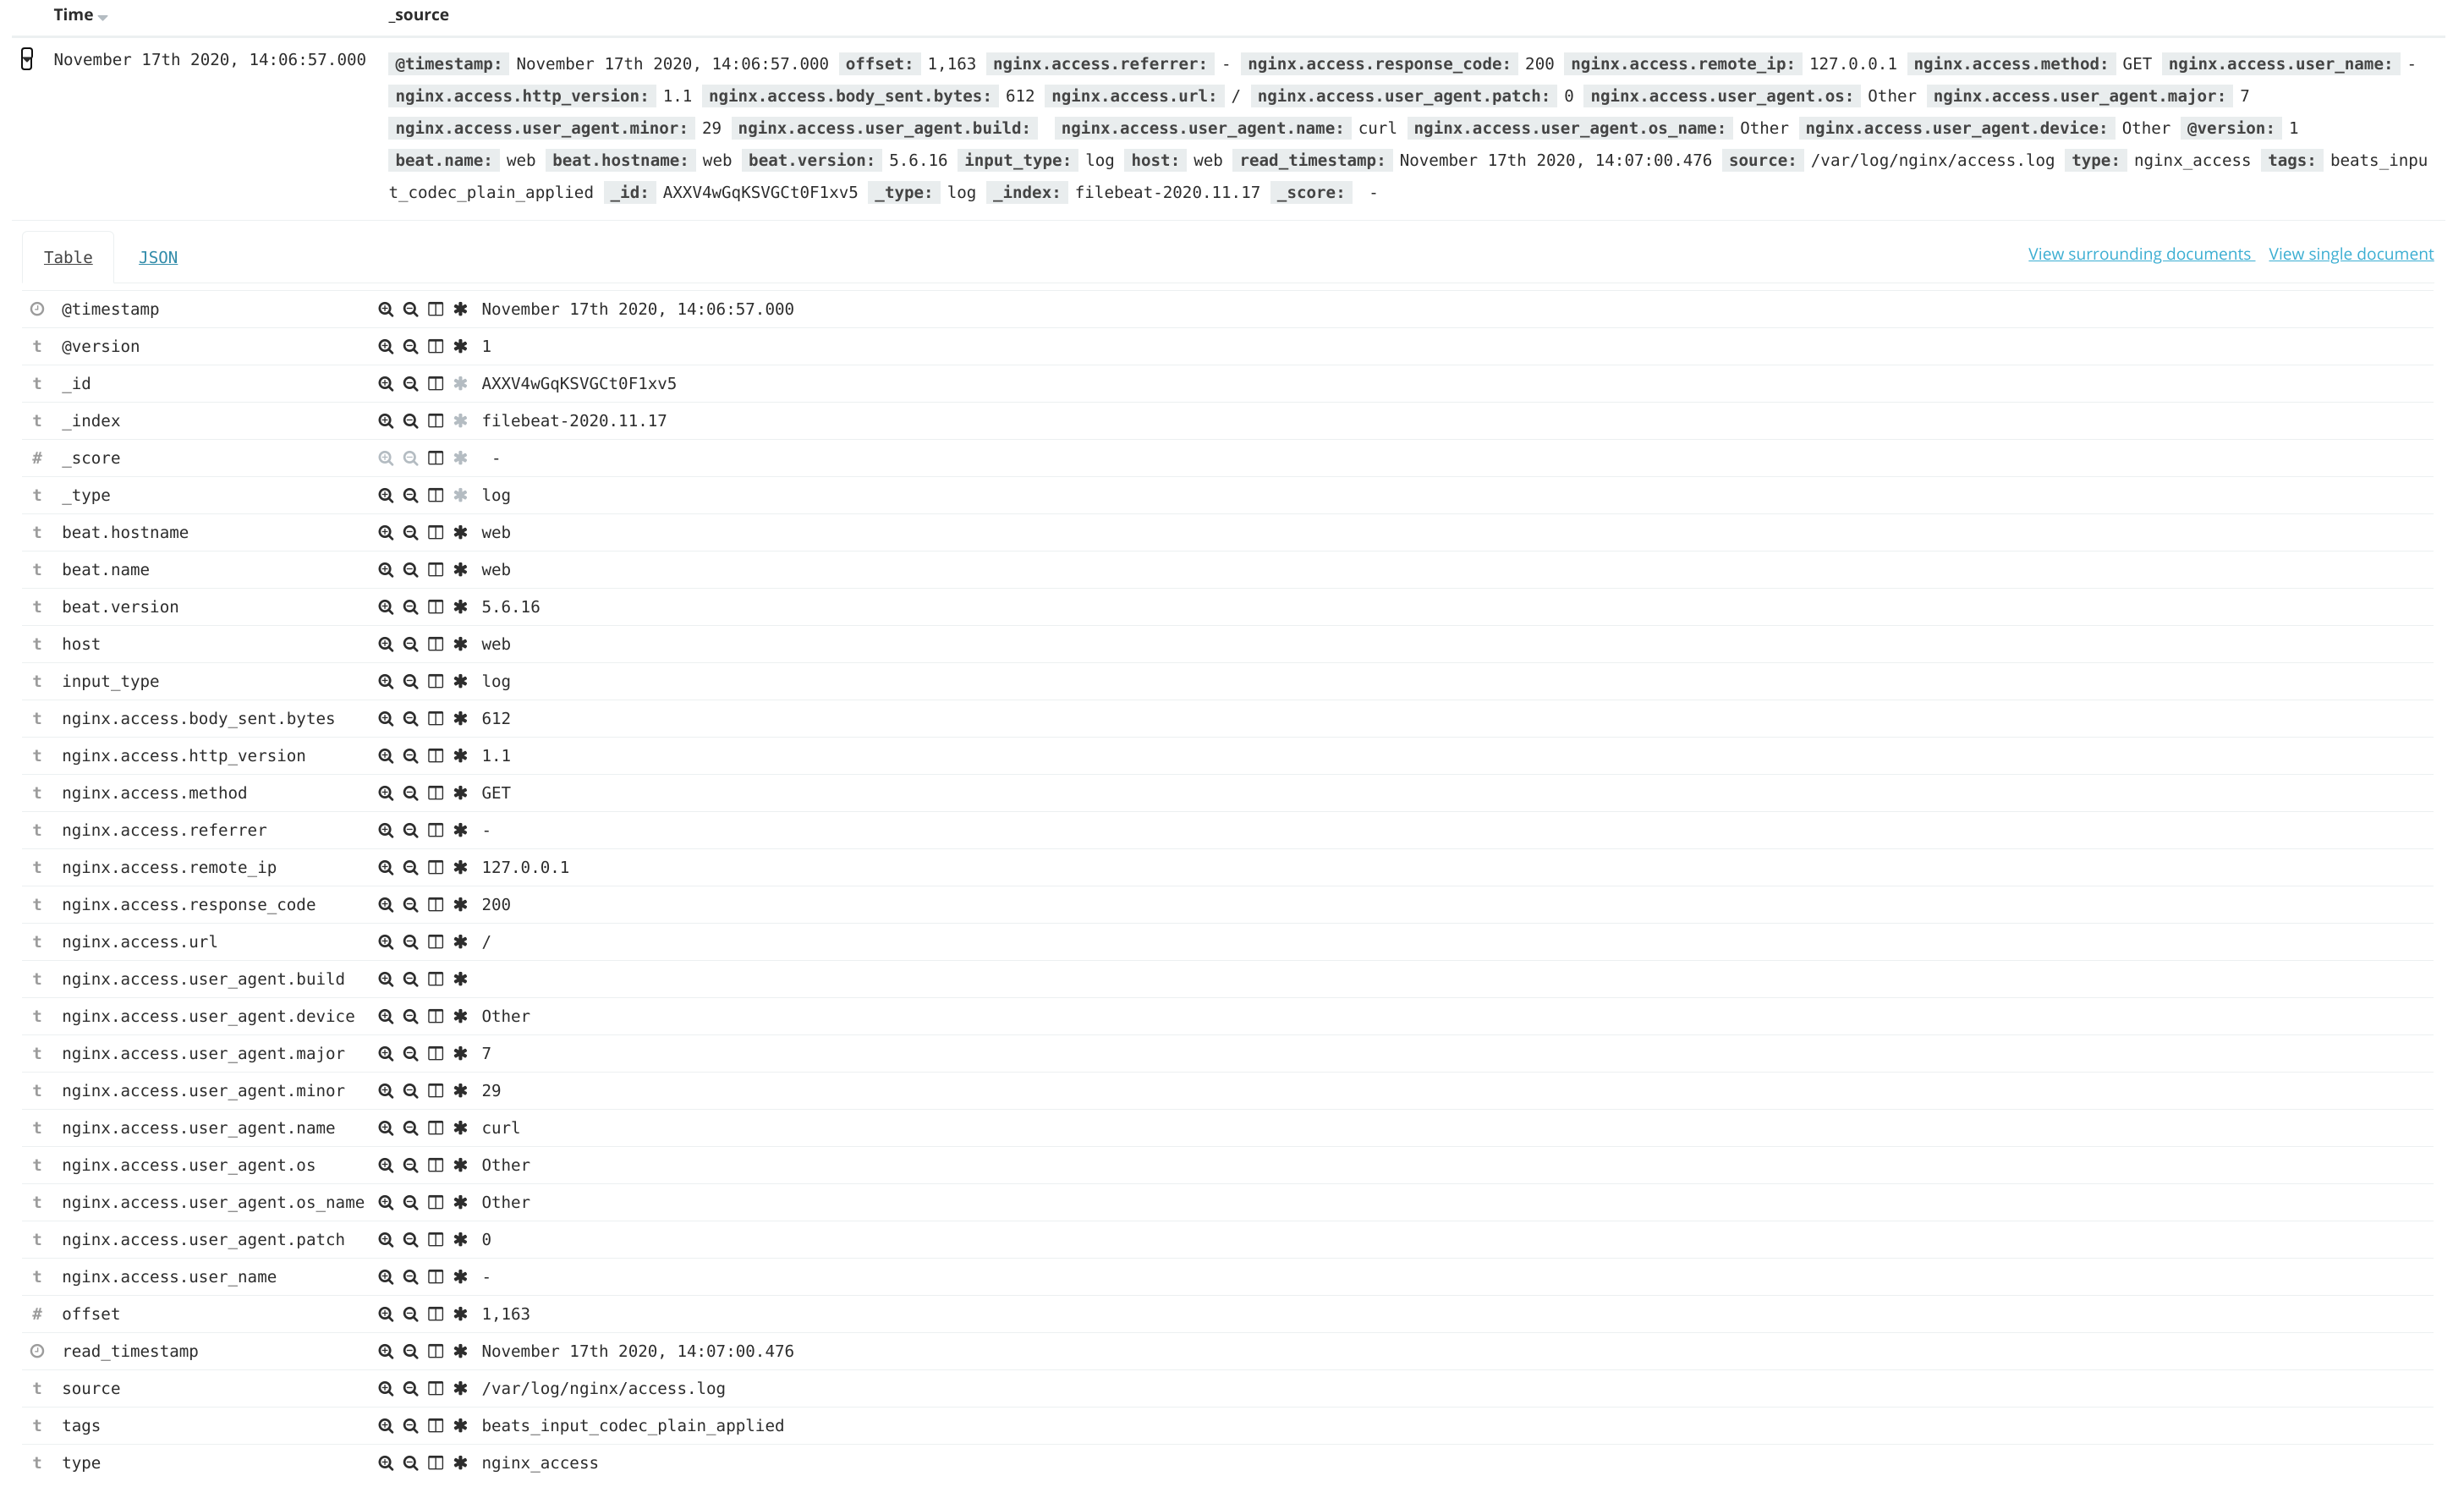 Time _source
November 17th 2020, 14:06:57.000 @timestamp: November 17th 2020, 14:06:57.000 offset: 1,163 nginx.access.referrer: - nginx.access.response_code: 200 nginx.access.remote_ip: 127.0.0.1 nginx.access.method: GET nginx.access.user_name: -
nginx.access.http_version: 1.1 nginx.access.body_sent.bytes: 612 nginx.access.url: / nginx.access.user_agent.patch: 0 nginx.access.user_agent.os: Other nginx.access.user_agent.major: 7
nginx.access.user_agent.minor: 29 nginx.access.user_agent.build: nginx.access.user_agent.name: curl nginx.access.user_agent.os_name: Other nginx.access.user_agent.device: Other @version: 1
beat.name: web beat.hostname: web beat.version: 5.6.16 input_type: log host: web read_timestamp: November 17th 2020, 14:07:00.476 source: /var/log/nginx/access.log type: nginx_access tags: beats_inpu
t_codec_plain_applied _id: AXXV4wGqKSVGCt0F1xv5 _type: log _index: filebeat-2020.11.17 _score: -
Table JSON View surrounding documents View single document
@timestamp November 17th 2020, 14:06:57.000
t @version 1
t _id AXXV4wGqKSVGCt0F1xv5
t _index filebeat-2020.11.17
# _score -
t _type log
t beat.hostname web
t beat.name web
t beat.version 5.6.16
t host web
t input_type log
t nginx.access.body_sent.bytes 612
t nginx.access.http_version 1.1
t nginx.access.method GET
t nginx.access.referrer -
t nginx.access.remote_ip 127.0.0.1
t nginx.access.response_code 200
t nginx.access.url /
t nginx.access.user_agent.build
t nginx.access.user_agent.device Other
t nginx.access.user_agent.major 7
t nginx.access.user_agent.minor 29
t nginx.access.user_agent.name curl
t nginx.access.user_agent.os Other
t nginx.access.user_agent.os_name Other
t nginx.access.user_agent.patch 0
t nginx.access.user_name -
# offset 1,163
read_timestamp November 17th 2020, 14:07:00.476
t source /var/log/nginx/access.log
t tags beats_input_codec_plain_applied
t type nginx_access